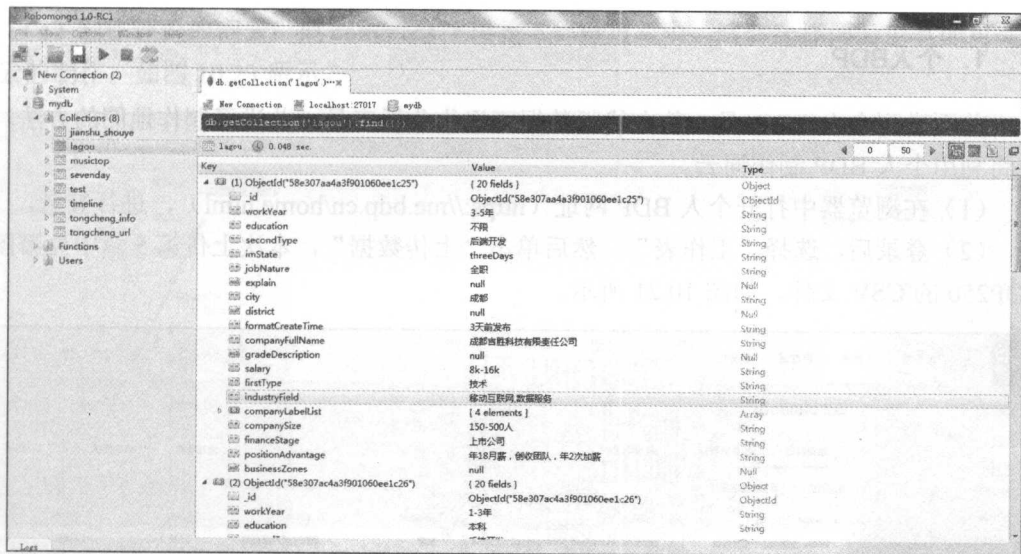 Robomongo 1.0-RC1
View Options Window Help
New Connection (2)
System
mydb
Collections (8)
jianshu_shouye
lagou
musictop
sevenday
test
timeline
tongcheng_info
tongcheng_url
Functions
Users
db.getCollection('lagou')…
New Connection localhost:27017 mydb
db.getCollection('lagou').find({})
lagou 0.048 sec.
0 50
Key Value Type
(1) ObjectId("58e307aa4a3f901060ee1c25") { 20 fields } Object
_id ObjectId("58e307aa4a3f901060ee1c25") ObjectId
workYear 3-5年 String
education 不限 String
secondType 后端开发 String
imState threeDays String
jobNature 全职 String
explain null Null
city 成都 String
district null Null
formatCreateTime 3天前发布 String
companyFullName 成都吉胜科技有限责任公司 String
gradeDescription null Null
salary 8k-16k String
firstType 技术 String
industryField 移动互联网,数据服务 String
companyLabelList { 4 elements } Array
companySize 150-500人 String
financeStage 上市公司 String
positionAdvantage 年18月薪，创收团队，年2次加薪 String
businessZones null Null
(2) ObjectId("58e307ac4a3f901060ee1c26") { 20 fields } Object
_id ObjectId("58e307ac4a3f901060ee1c26") ObjectId
workYear 1-3年 String
education 本科 String
Logs